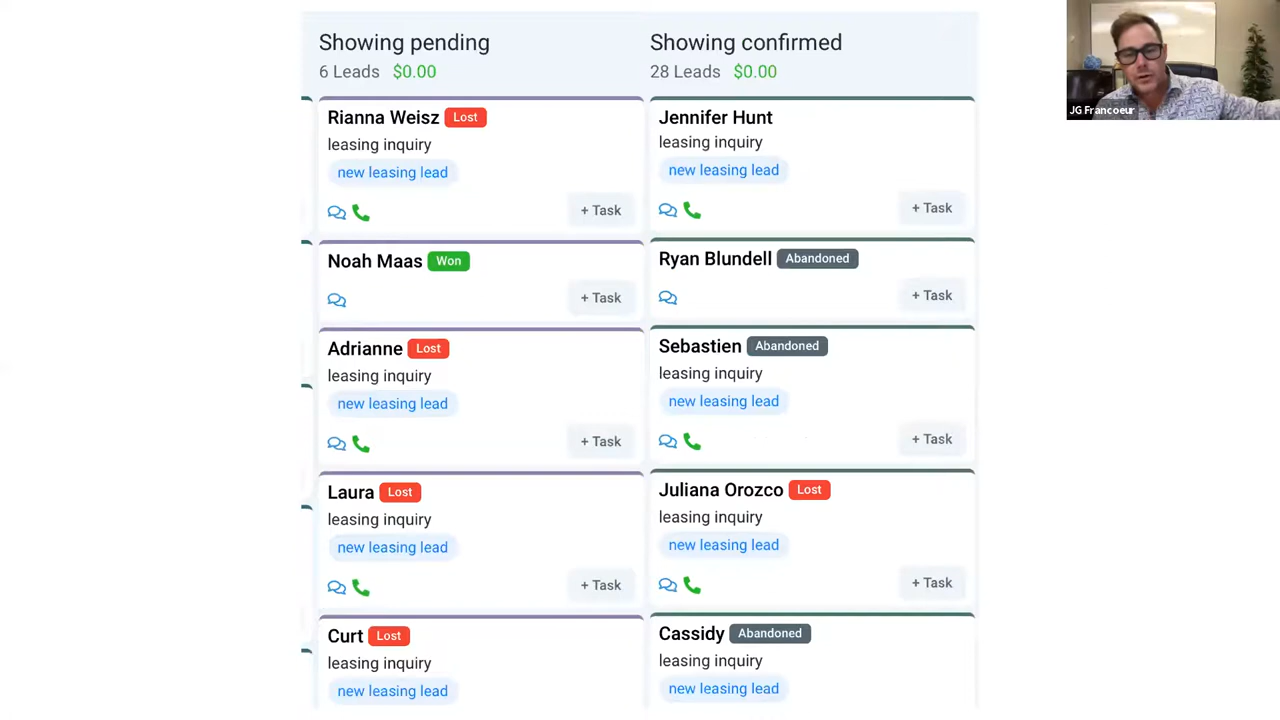 Showing pending
6 Leads $0.00
Rianna Weisz Lost
leasing inquiry
new leasing lead
+ Task
Noah Maas Won
+ Task
Adrianne Lost
leasing inquiry
new leasing lead
+ Task
Laura Lost
leasing inquiry
new leasing lead
+ Task
Curt Lost
leasing inquiry
new leasing lead
Showing confirmed
28 Leads $0.00
Jennifer Hunt
leasing inquiry
new leasing lead
+ Task
Ryan Blundell Abandoned
+ Task
Sebastien Abandoned
leasing inquiry
new leasing lead
+ Task
Juliana Orozco Lost
leasing inquiry
new leasing lead
+ Task
Cassidy Abandoned
leasing inquiry
new leasing lead
JG Francoeur